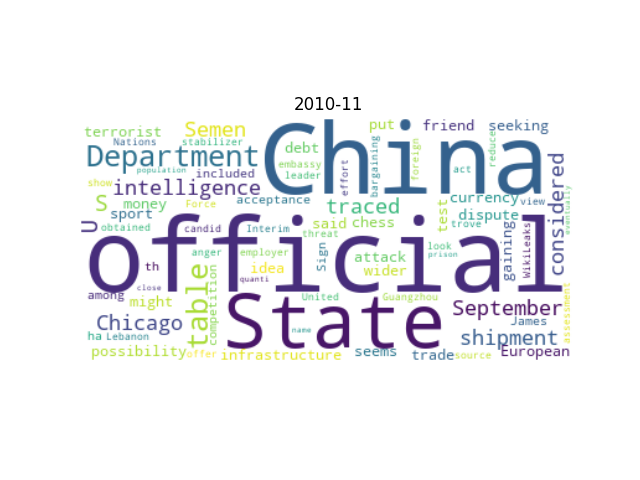 2010-11
terrorist Semen put friend seeking
Nations stabilizer debt bargaining foreign reduce
Department China
population embassy effort act
included leader
show intelligence
S money Force acceptance traced currency view eventually
U sport candid Interim said chess test dispute trove considered
obtained threat
official
anger employer Sign attack look gaining WikiLeaks
th idea wider prison
close quanti
among table competition United Guangzhou September assessment
might State
Chicago name James
ha Lebanon shipment
possibility offer infrastructure seems trade source European